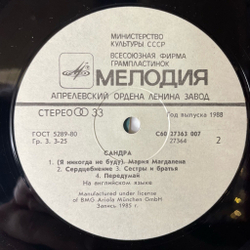 МИНИСТЕРСТВО
КУЛЬТУРЫ СССР
ВСЕСОЮЗНАЯ ФИРМА
ГРАМПЛАСТИНОК
МЕЛОДИЯ
АПРЕЛЕВСКИЙ ОРДЕНА ЛЕНИНА ЗАВОД
СТЕРЕО 33
Год выпуска 1988
ГОСТ 5289-80
Гр. 3. 3-25
С60 27363 007
27364 2
САНДРА
1. (Я никогда не буду). Мария Магдалена
2. Сердцебиение 3. Сестры и братья
4. Передумай
На английском языке
Manufactured under license
of BMG Ariola München GmbH
Запись 1985 г.